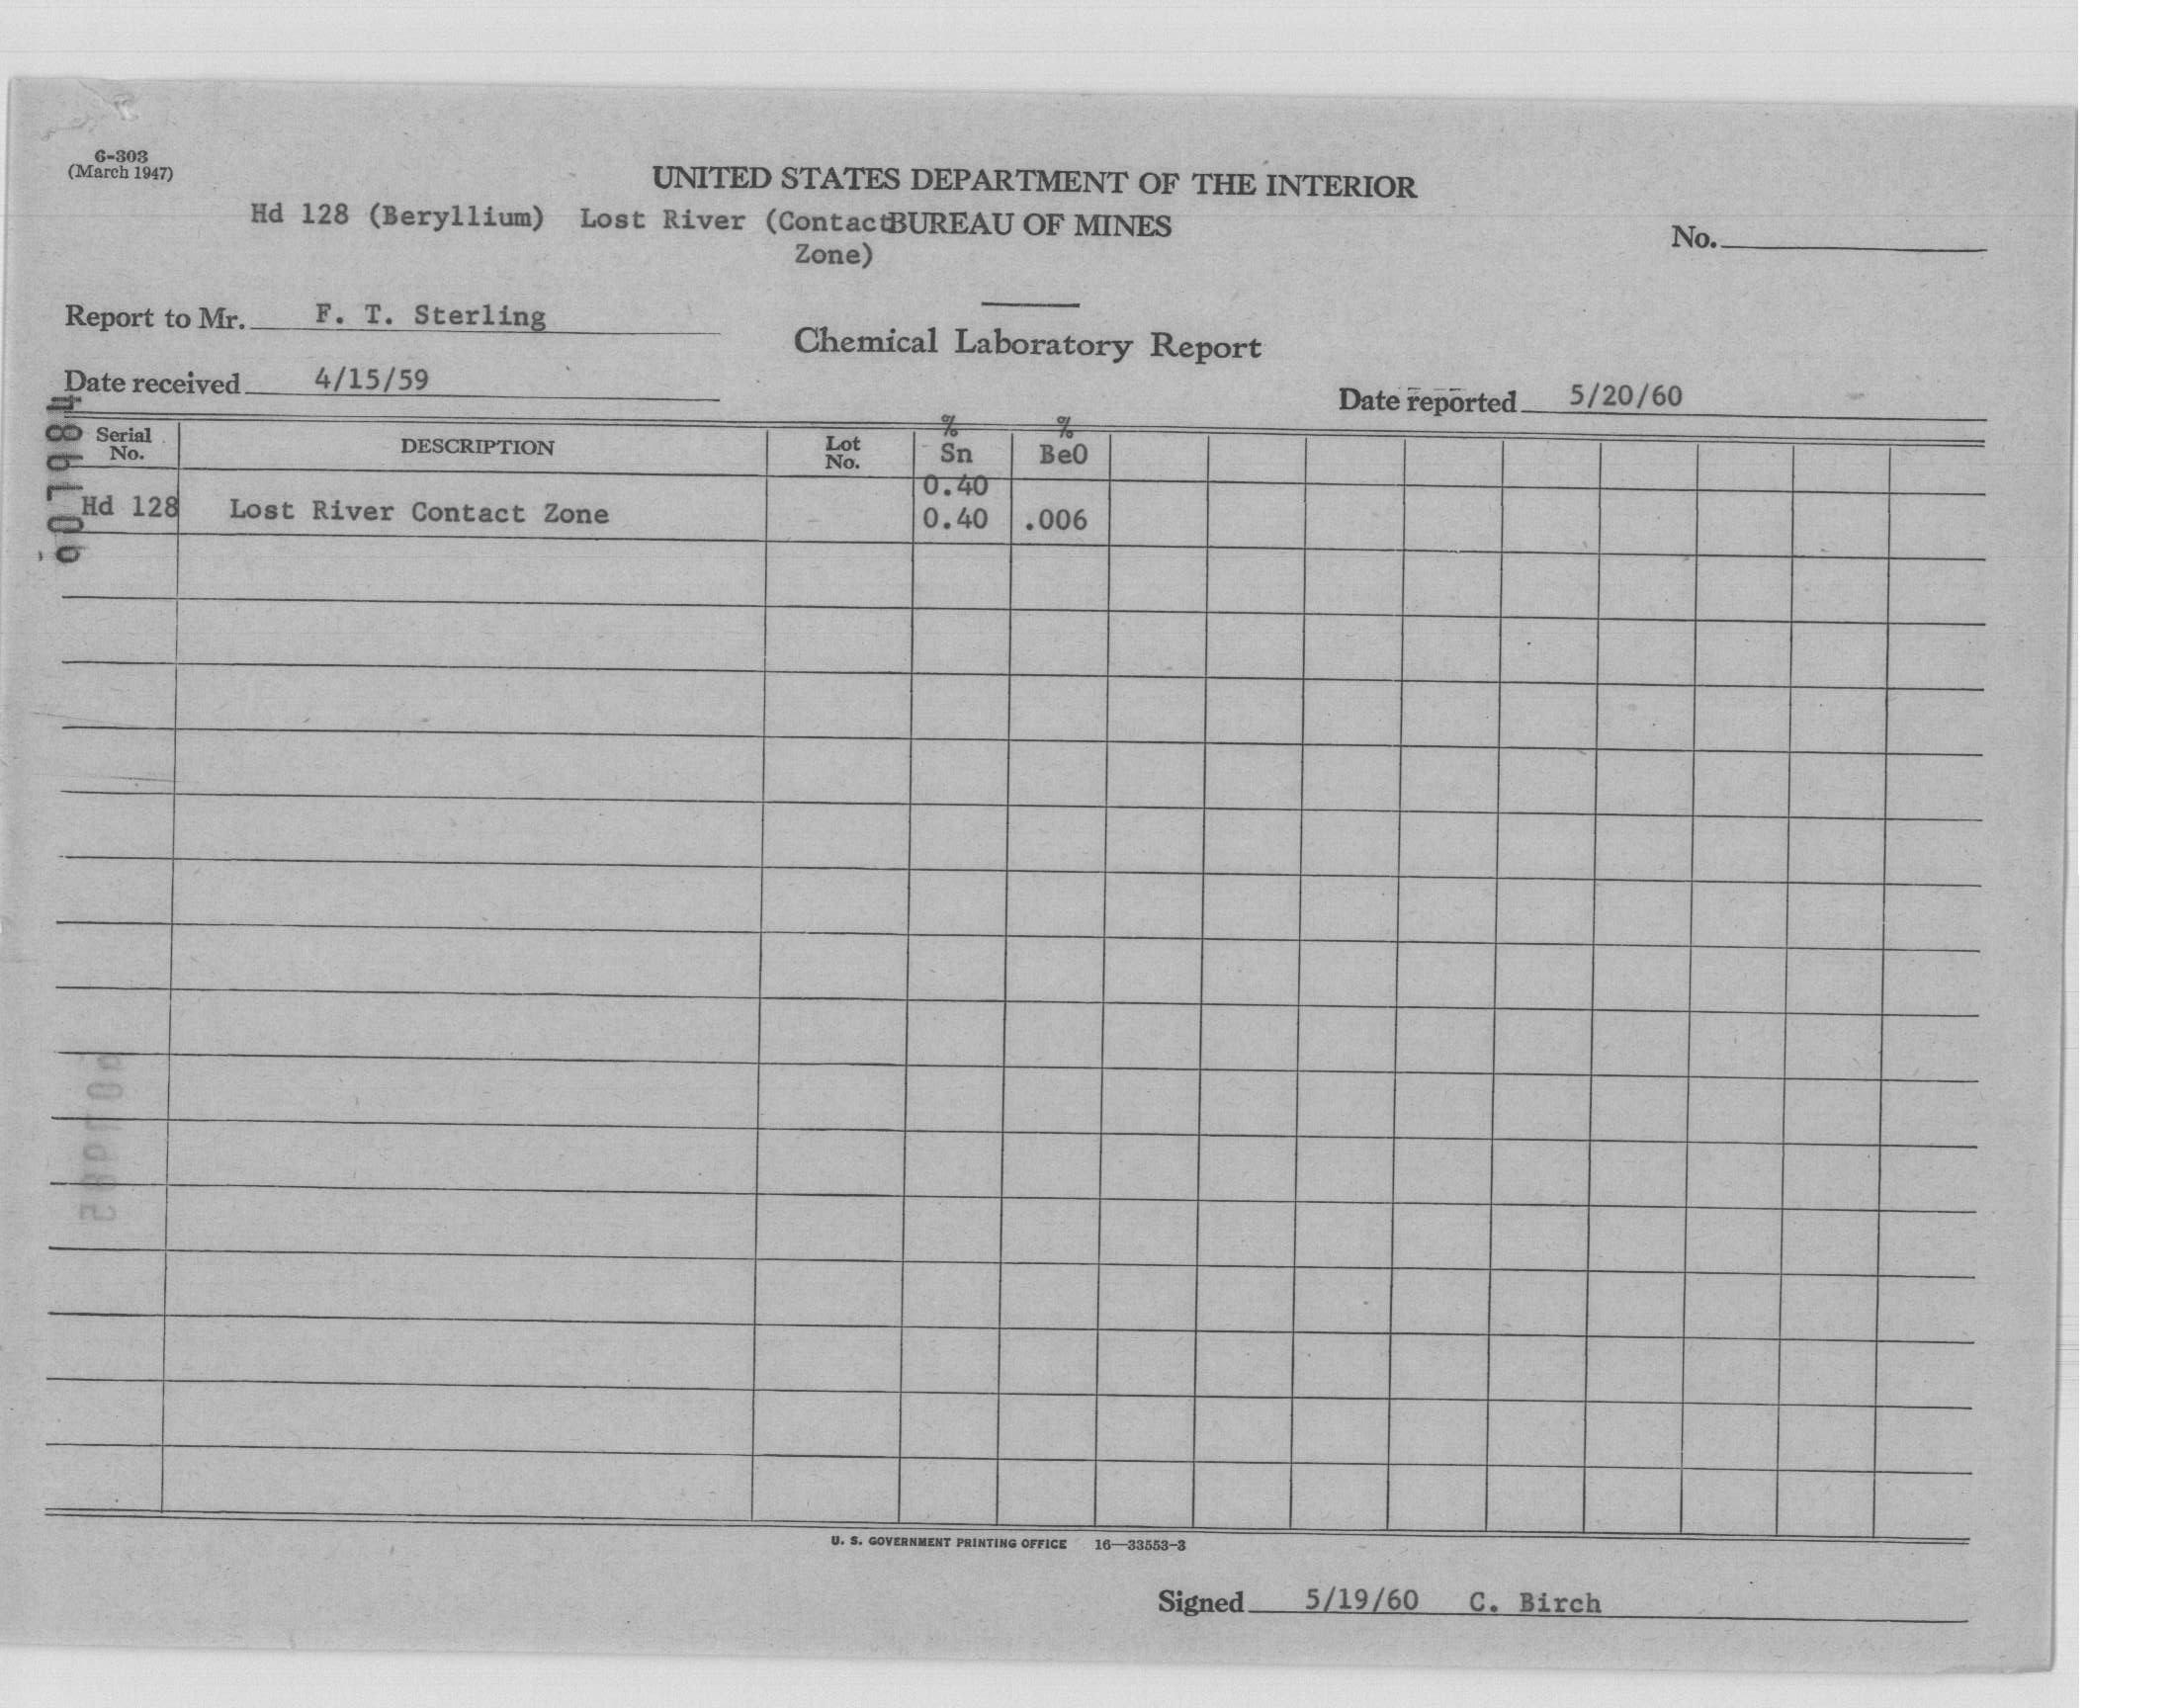 6-303
(March 1947)
UNITED STATES DEPARTMENT OF THE INTERIOR
Hd 128 (Beryllium) Lost River (Contact BUREAU OF MINES
Zone)
No.
Report to Mr. F. T. Sterling
Chemical Laboratory Report
Date received 4/15/59
Date reported 5/20/60
Serial No. DESCRIPTION Lot No. % Sn % BeO
0.40
Hd 128 Lost River Contact Zone 0.40 .006
U. S. GOVERNMENT PRINTING OFFICE 16—33553-3
Signed 5/19/60 C. Birch